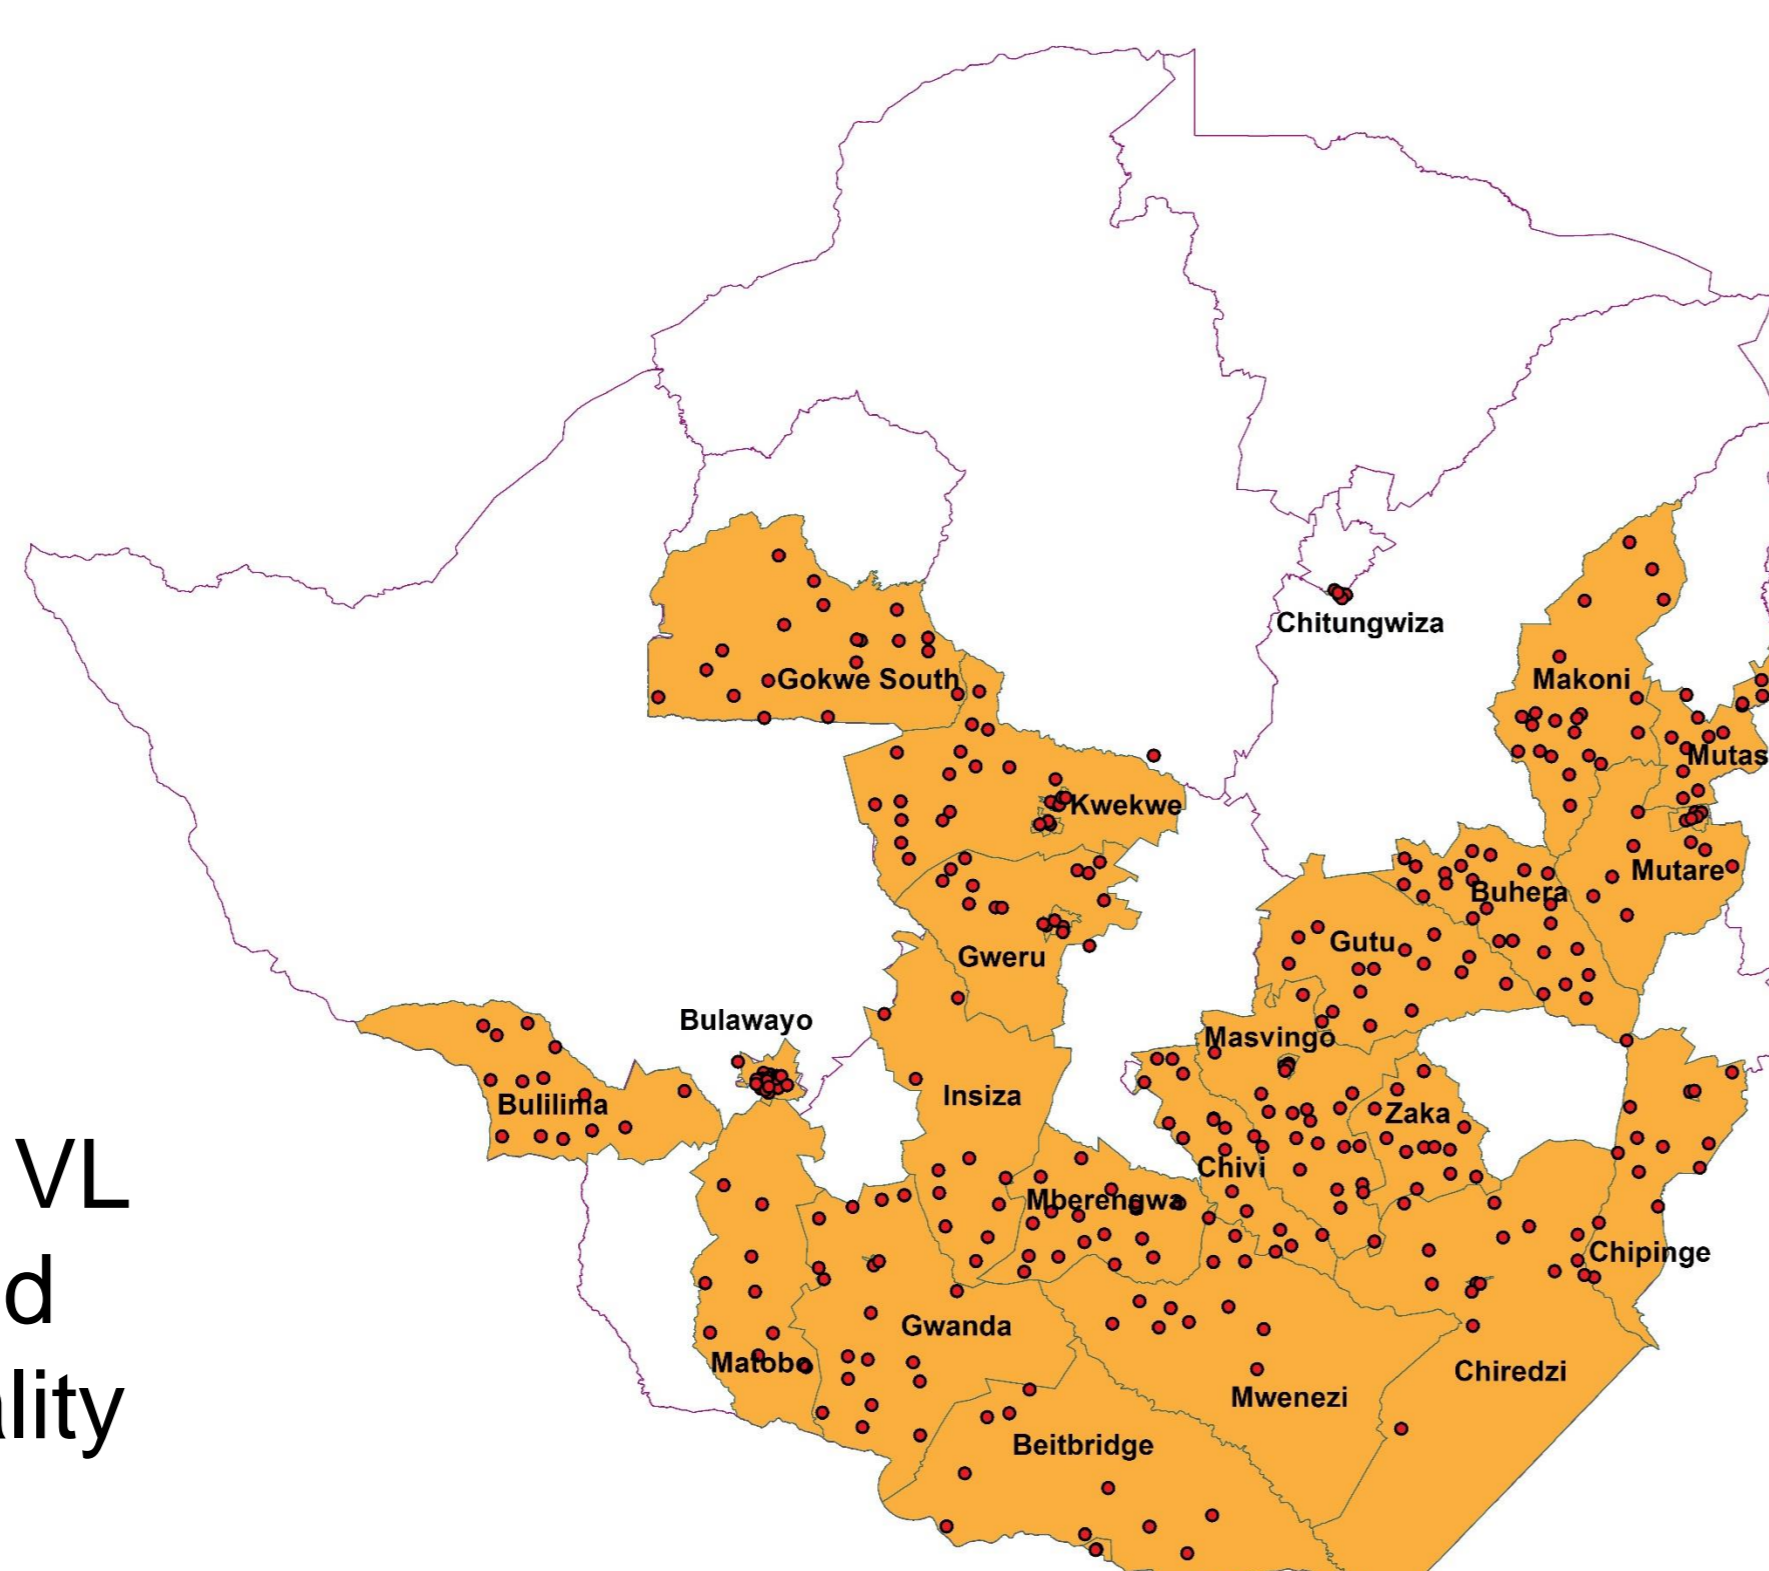 Chitungwiza
Makoni
Gokwe South
Mutas
Kwekwe
Mutare
Buhera
Gutu
Gweru
Bulawayo
Masvingo
Insiza
Bulilima
Zaka
VL
Chivi
Mberengwa
Chipinge
d
Gwanda
Matobo
Chiredzi
Mwenezi
ality
Beitbridge